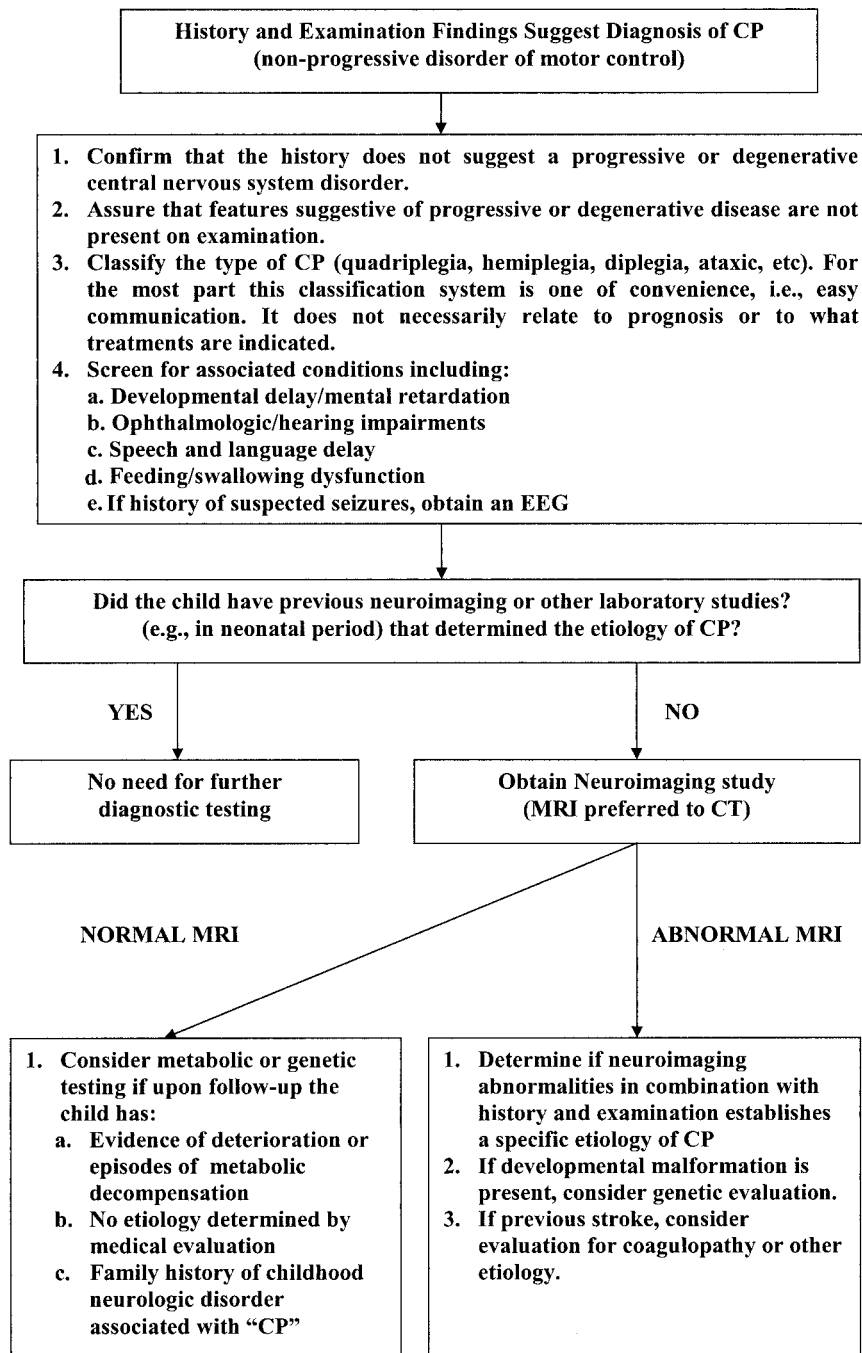 History and Examination Findings Suggest Diagnosis of CP
(non-progressive disorder of motor control)
1. Confirm that the history does not suggest a progressive or degenerative
central nervous system disorder.
2. Assure that features suggestive of progressive or degenerative disease are not
present on examination.
3. Classify the type of CP (quadriplegia, hemiplegia, diplegia, ataxic, etc). For
the most part this classification system is one of convenience, i.e., easy
communication. It does not necessarily relate to prognosis or to what
treatments are indicated.
4. Screen for associated conditions including:
a. Developmental delay/mental retardation
b. Ophthalmologic/hearing impairments
c. Speech and language delay
d. Feeding/swallowing dysfunction
e. If history of suspected seizures, obtain an EEG
Did the child have previous neuroimaging or other laboratory studies?
(e.g., in neonatal period) that determined the etiology of CP?
YES
NO
No need for further
diagnostic testing
Obtain Neuroimaging study
(MRI preferred to CT)
NORMAL MRI
ABNORMAL MRI
1. Consider metabolic or genetic
testing if upon follow-up the
child has:
a. Evidence of deterioration or
episodes of metabolic
decompensation
b. No etiology determined by
medical evaluation
c. Family history of childhood
neurologic disorder
associated with “CP”
1. Determine if neuroimaging
abnormalities in combination with
history and examination establishes
a specific etiology of CP
2. If developmental malformation is
present, consider genetic evaluation.
3. If previous stroke, consider
evaluation for coagulopathy or other
etiology.